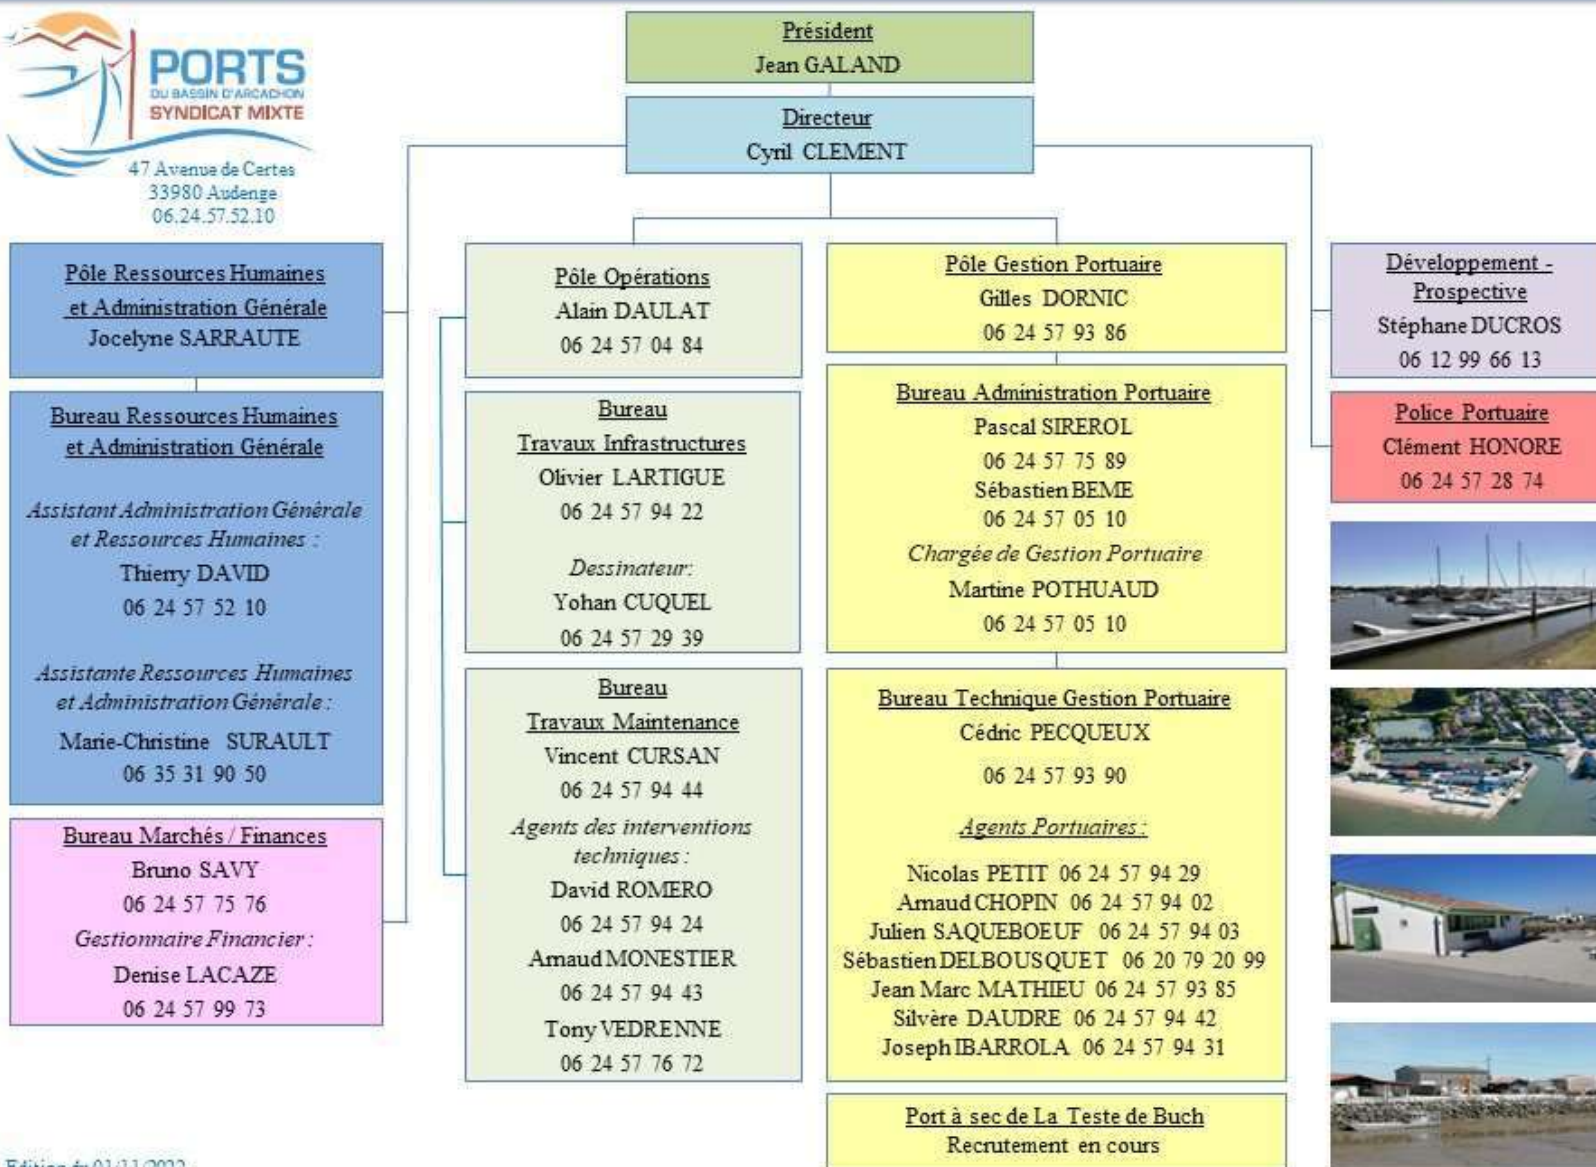 PORTS
DU BASSIN D'ARCACHON
SYNDICAT MIXTE
47 Avenue de Certes
33980 Audenge
06.24.57.52.10
Président
Jean GALAND
Directeur
Cyril CLEMENT
Pôle Ressources Humaines
et Administration Générale
Jocelyne SARRAUTE
Bureau Ressources Humaines
et Administration Générale
Assistant Administration Générale
et Ressources Humaines :
Thierry DAVID
06 24 57 52 10
Assistante Ressources Humaines
et Administration Générale :
Marie-Christine SURAULT
06 35 31 90 50
Bureau Marchés / Finances
Bruno SAVY
06 24 57 75 76
Gestionnaire Financier :
Denise LACAZE
06 24 57 99 73
Pôle Opérations
Alain DAULAT
06 24 57 04 84
Bureau
Travaux Infrastructures
Olivier LARTIGUE
06 24 57 94 22
Dessinateur:
Yohan CUQUEL
06 24 57 29 39
Bureau
Travaux Maintenance
Vincent CURSAN
06 24 57 94 44
Agents des interventions
techniques :
David ROMERO
06 24 57 94 24
Arnaud MONESTIER
06 24 57 94 43
Tony VEDRENNE
06 24 57 76 72
Pôle Gestion Portuaire
Gilles DORNIC
06 24 57 93 86
Bureau Administration Portuaire
Pascal SIREROL
06 24 57 75 89
Sébastien BEME
06 24 57 05 10
Chargée de Gestion Portuaire
Martine POTHUAUD
06 24 57 05 10
Bureau Technique Gestion Portuaire
Cédric PECQUEUX
06 24 57 93 90
Agents Portuaires :
Nicolas PETIT 06 24 57 94 29
Arnaud CHOPIN 06 24 57 94 02
Julien SAQUEBOEUF 06 24 57 94 03
Sébastien DELBOUSQUET 06 20 79 20 99
Jean Marc MATHIEU 06 24 57 93 85
Silvère DAUDRE 06 24 57 94 42
Joseph IBARROLA 06 24 57 94 31
Port à sec de La Teste de Buch
Recrutement en cours
Développement -
Prospective
Stéphane DUCROS
06 12 99 66 13
Police Portuaire
Clément HONORE
06 24 57 28 74
Edition du 01/11/2022